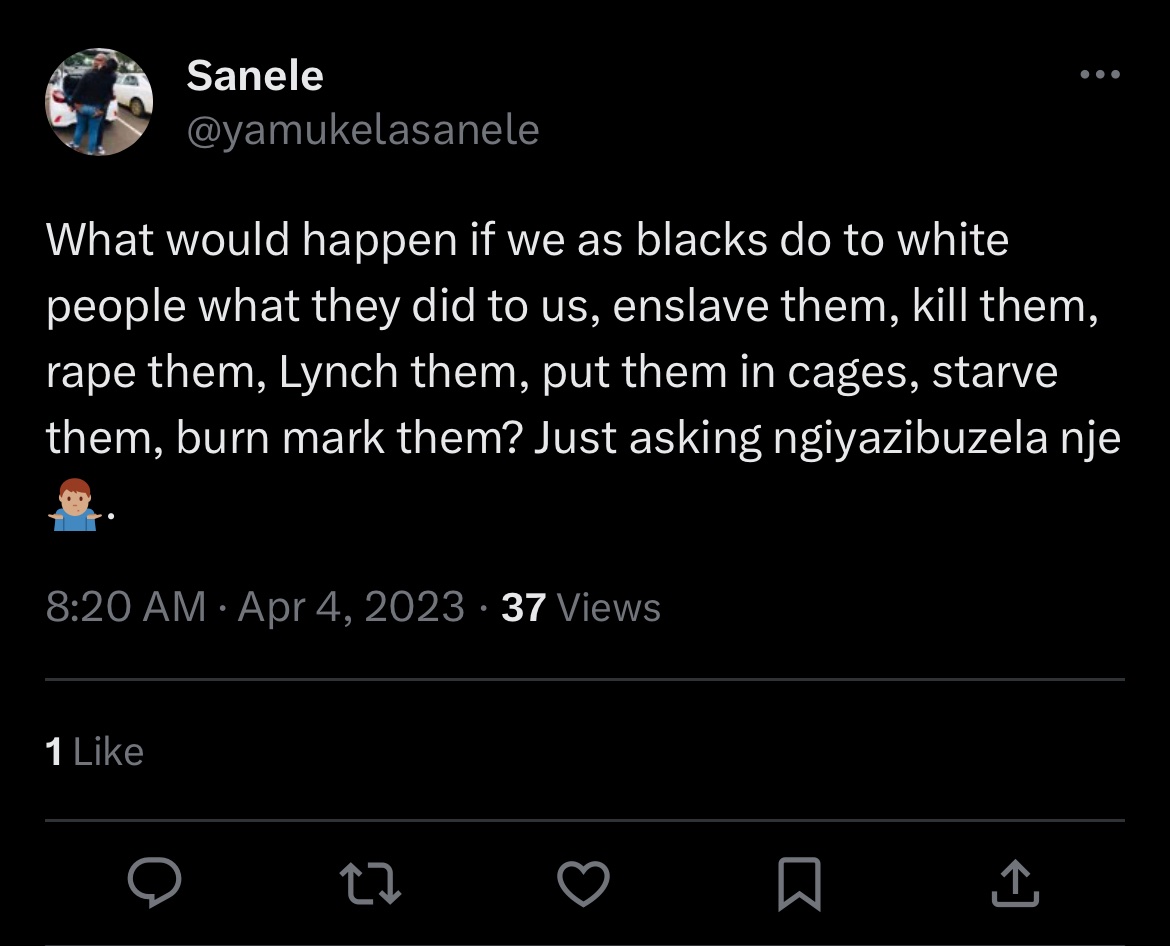 Sanele
@yamukelasanele
What would happen if we as blacks do to white
people what they did to us, enslave them, kill them,
rape them, Lynch them, put them in cages, starve
them, burn mark them? Just asking ngiyazibuzela nje
🤷🏻‍♂️.
8:20 AM · Apr 4, 2023 · 37 Views
1 Like